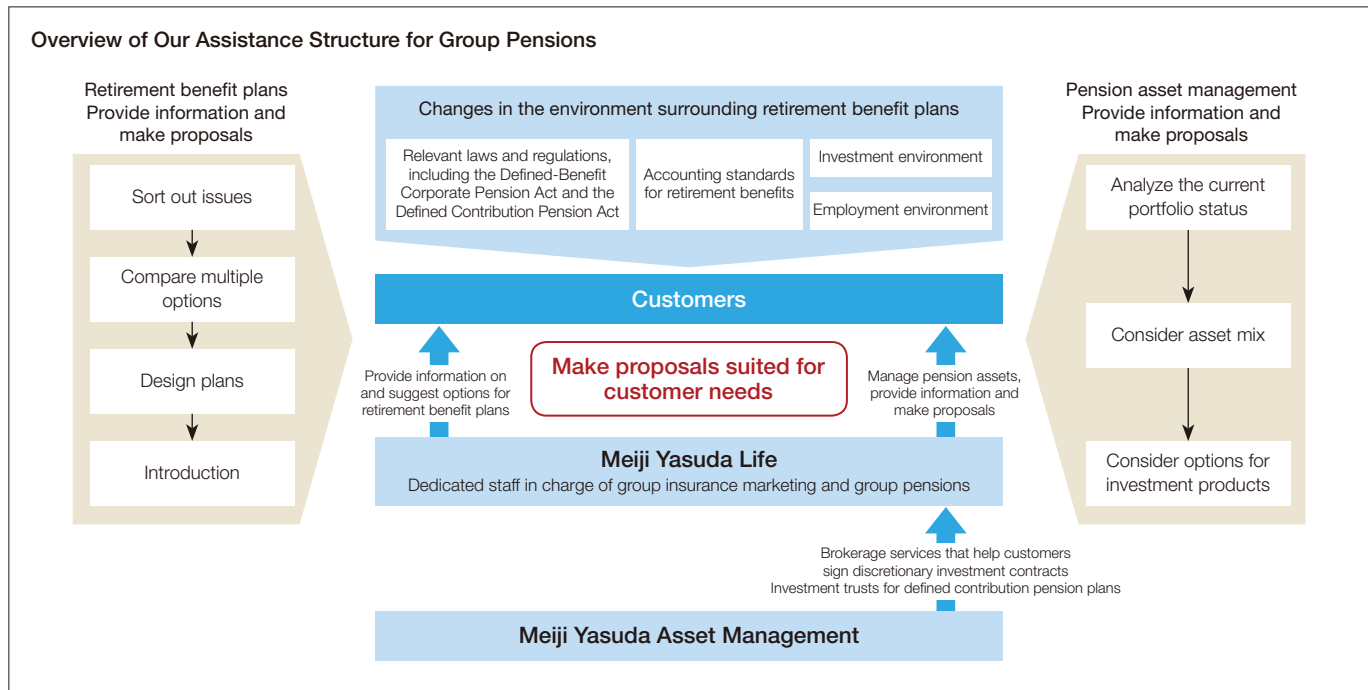 Overview of Our Assistance Structure for Group Pensions
Retirement benefit plans
Provide information and
make proposals
Sort out issues
Compare multiple
options
Design plans
Introduction
Changes in the environment surrounding retirement benefit plans
Relevant laws and regulations,
including the Defined-Benefit
Corporate Pension Act and the
Defined Contribution Pension Act
Accounting standards
for retirement benefits
Investment environment
Employment environment
Customers
Provide information on
and suggest options for
retirement benefit plans
Make proposals suited for
customer needs
Manage pension assets,
provide information and
make proposals
Meiji Yasuda Life
Dedicated staff in charge of group insurance marketing and group pensions
Brokerage services that help customers
sign discretionary investment contracts
Investment trusts for defined contribution pension plans
Meiji Yasuda Asset Management
Pension asset management
Provide information and
make proposals
Analyze the current
portfolio status
Consider asset mix
Consider options for
investment products